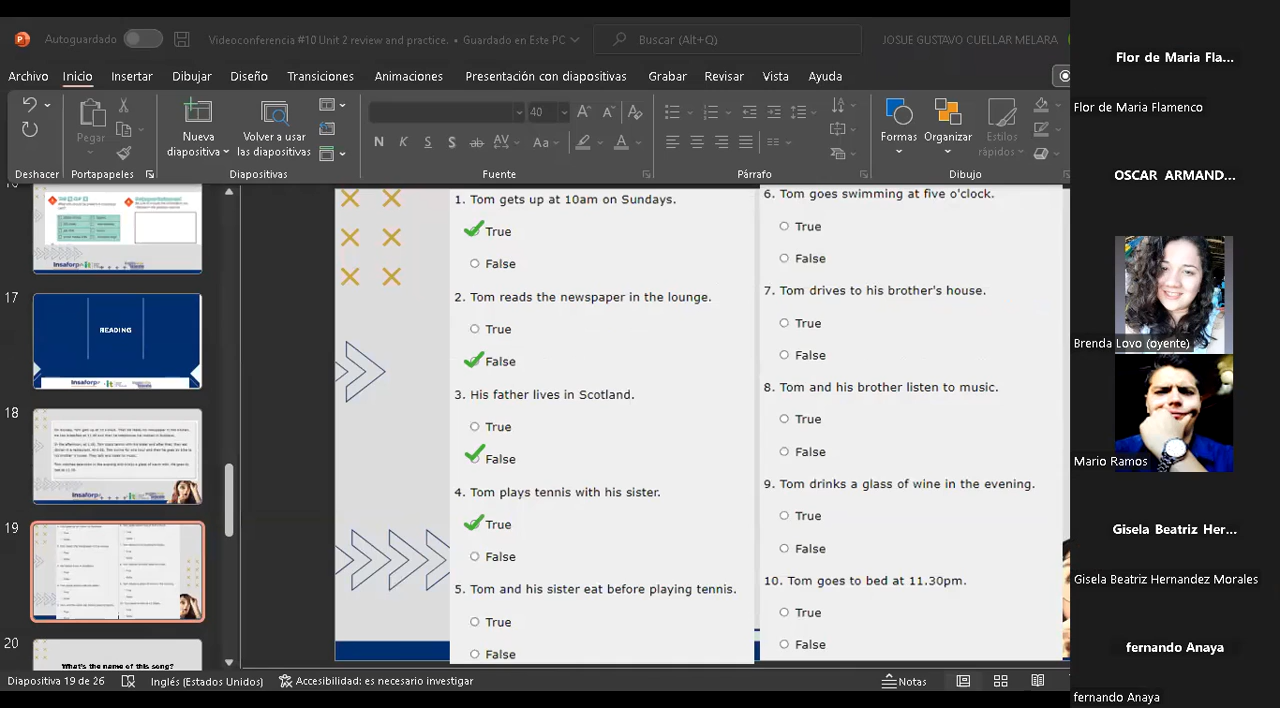 Autoguardado
Videoconferencia #10 Unit 2 review and practice. • Guardado en Este PC
Buscar (Alt+Q)
JOSUE GUSTAVO CUELLAR MELARA
Archivo Inicio Insertar Dibujar Diseño Transiciones Animaciones Presentación con diapositivas Grabar Revisar Vista Ayuda
Pegar
Nueva diapositiva
Volver a usar las diapositivas
40
N K S S ab AV Aa A
Formas
Organizar
Estilos rápidos
Deshacer Portapapeles Diapositivas Fuente Párrafo Dibujo
17
READING
Insaforp
18
Insaforp
19
20
What's the name of this song?
1. Tom gets up at 10am on Sundays.
True
False
2. Tom reads the newspaper in the lounge.
True
False
3. His father lives in Scotland.
True
False
4. Tom plays tennis with his sister.
True
False
5. Tom and his sister eat before playing tennis.
True
False
6. Tom goes swimming at five o'clock.
True
False
7. Tom drives to his brother's house.
True
False
8. Tom and his brother listen to music.
True
False
9. Tom drinks a glass of wine in the evening.
True
False
10. Tom goes to bed at 11.30pm.
True
False
Diapositiva 19 de 26
Inglés (Estados Unidos)
Accesibilidad: es necesario investigar
Notas
Flor de Maria Fla...
Flor de Maria Flamenco
OSCAR ARMAND...
Brenda Lovo (oyente)
Mario Ramos
Gisela Beatriz Her...
Gisela Beatriz Hernandez Morales
fernando Anaya
fernando Anaya